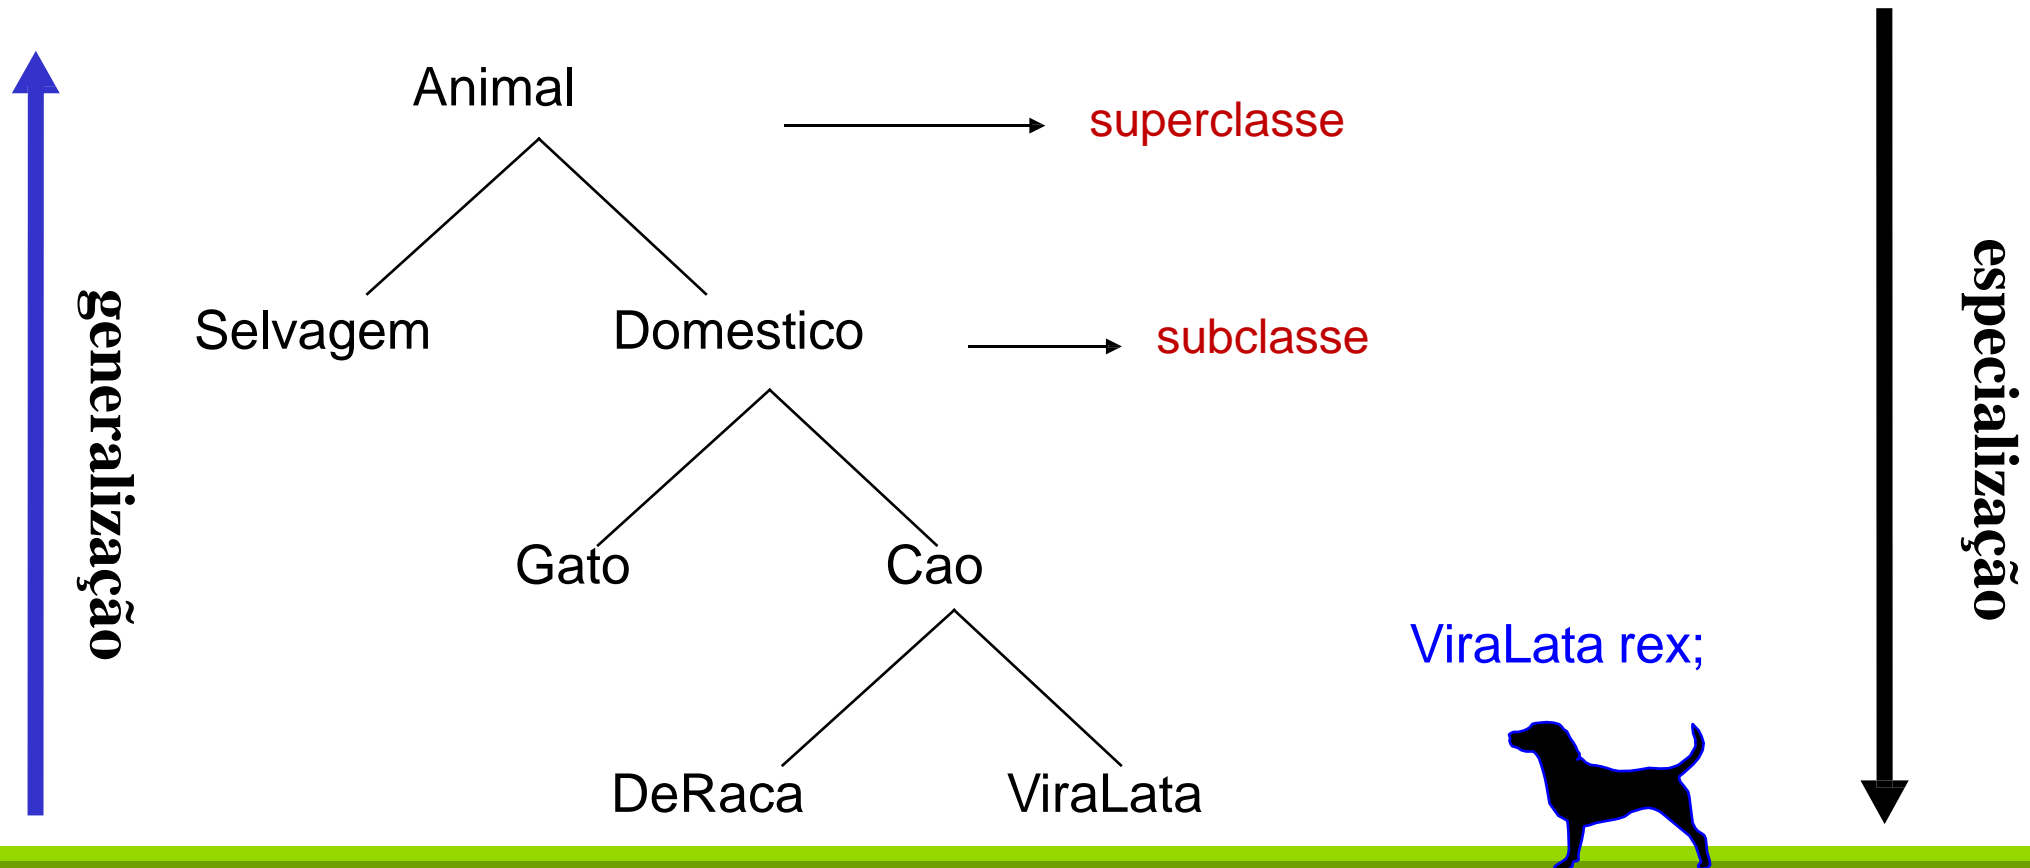 Animal
superclasse
generalização
especialização
Selvagem
Domestico
subclasse
Gato
Cao
ViraLata rex;
DeRaca
ViraLata